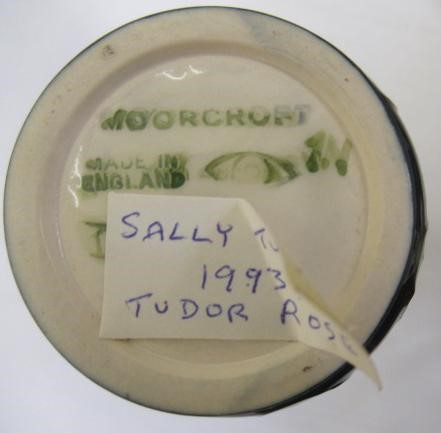 MOORCROFT
MADE IN
ENGLAND
SALLY TU
1993
TUDOR ROSE